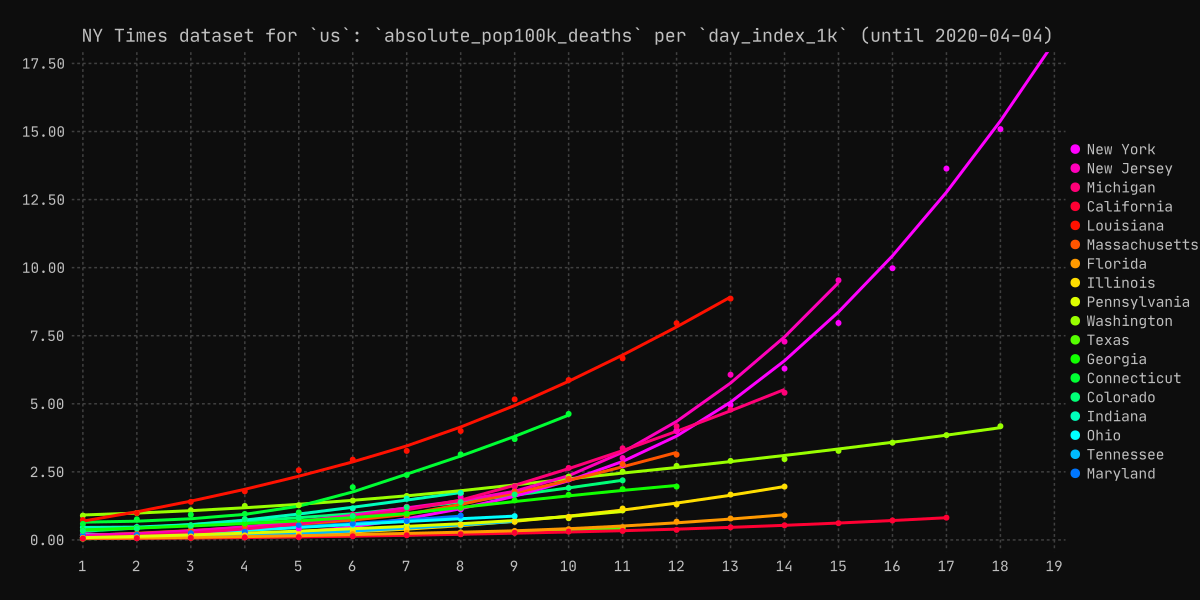 NY Times dataset for `us`: `absolute_pop100k_deaths` per `day_index_1k` (until 2020-04-04)
17.50
15.00
12.50
10.00
7.50
5.00
2.50
0.00
1 2 3 4 5 6 7 8 9 10 11 12 13 14 15 16 17 18 19
New York
New Jersey
Michigan
California
Louisiana
Massachusetts
Florida
Illinois
Pennsylvania
Washington
Texas
Georgia
Connecticut
Colorado
Indiana
Ohio
Tennessee
Maryland